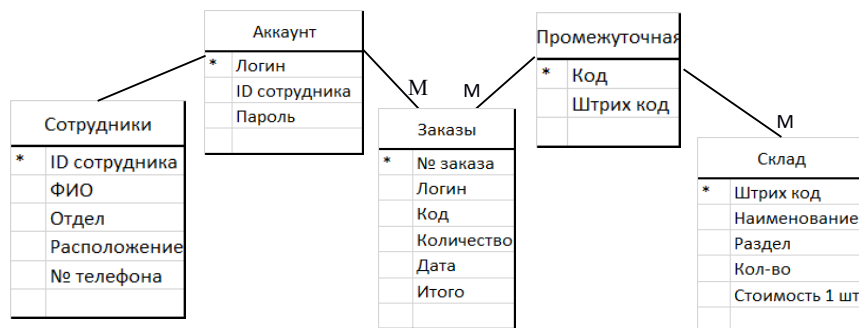 Аккаунт
* Логин
ID сотрудника
Пароль
Промежуточная
* Код
Штрих код
М
М
Сотрудники
* ID сотрудника
ФИО
Отдел
Расположение
№ телефона
Заказы
* № заказа
Логин
Код
Количество
Дата
Итого
М
Склад
* Штрих код
Наименование
Раздел
Кол-во
Стоимость 1 шт